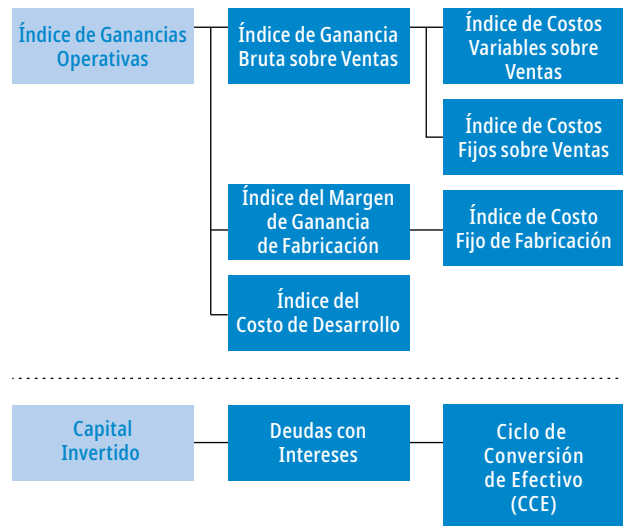 Índice de Ganancias
Operativas
Índice de Ganancia
Bruta sobre Ventas
Índice de Costos
Variables sobre
Ventas
Índice de Costos
Fijos sobre Ventas
Índice del Margen
de Ganancia
de Fabricación
Índice de Costo
Fijo de Fabricación
Índice del
Costo de Desarrollo
Capital
Invertido
Deudas con
Intereses
Ciclo de
Conversión
de Efectivo
(CCE)